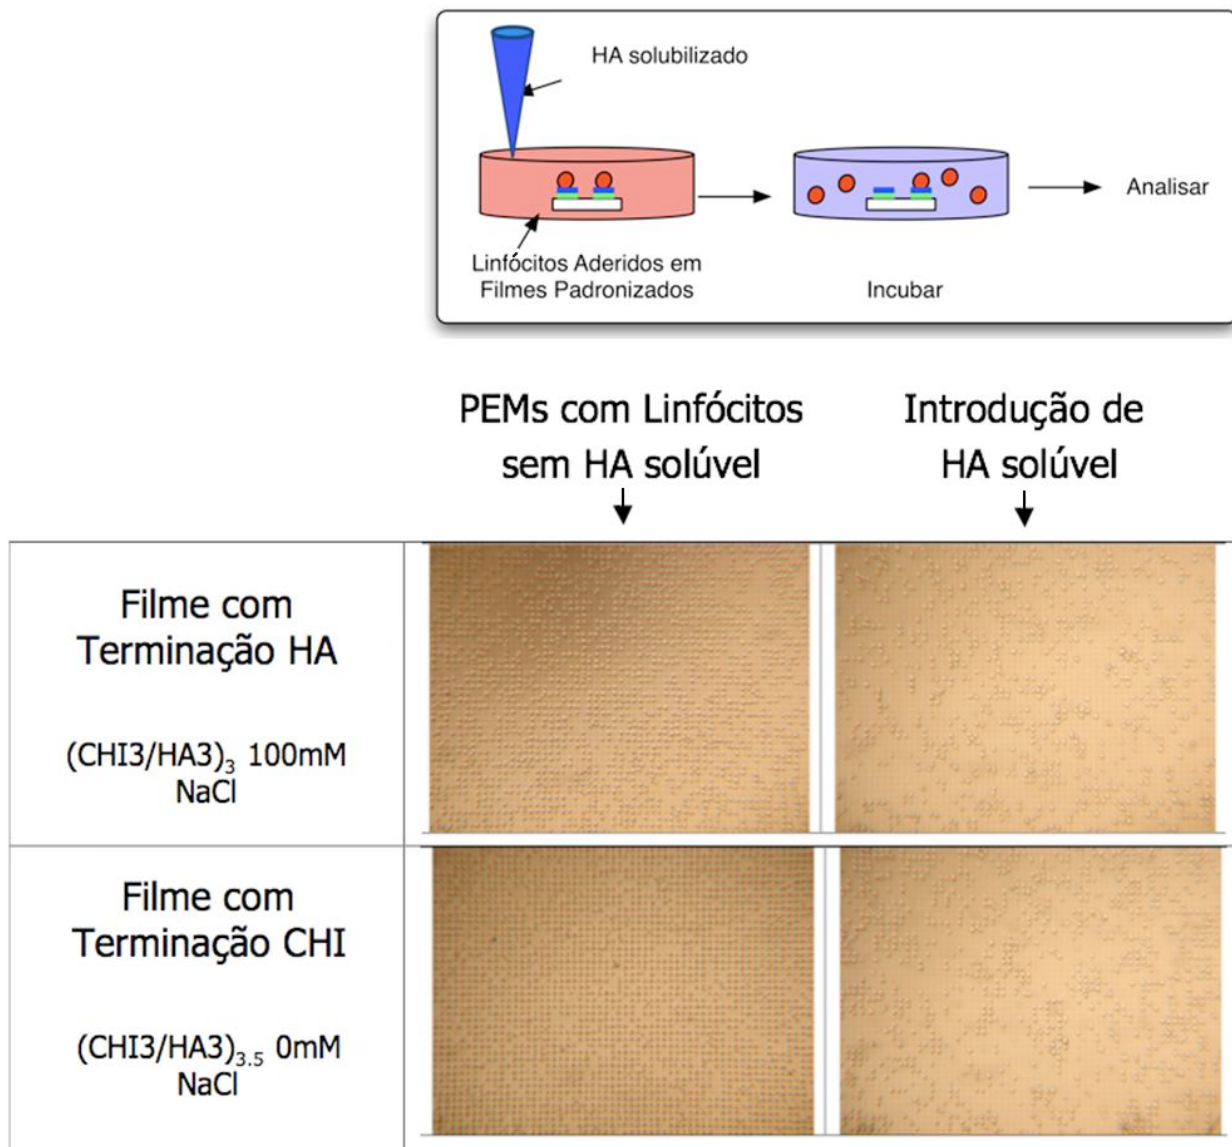 HA solubilizado
Linfócitos Aderidos em
Filmes Padronizados
Incubar
Analisar
PEMs com Linfócitos
sem HA solúvel
Introdução de
HA solúvel
Filme com
Terminação HA
(CHI3/HA3)₃ 100mM
NaCl
Filme com
Terminação CHI
(CHI3/HA3)₃.₅ 0mM
NaCl